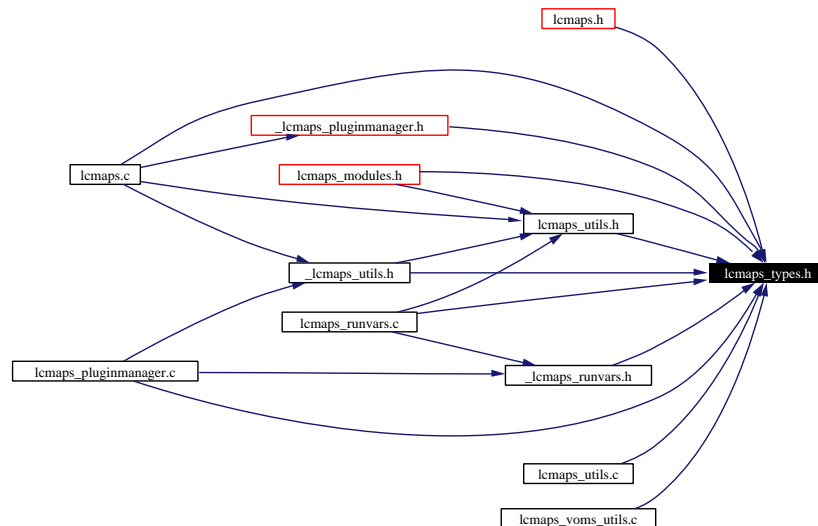 lcmaps.h
_lcmaps_pluginmanager.h
lcmaps.c
lcmaps_modules.h
lcmaps_utils.h
_lcmaps_utils.h
lcmaps_types.h
lcmaps_runvars.c
lcmaps_pluginmanager.c
_lcmaps_runvars.h
lcmaps_utils.c
lcmaps_voms_utils.c